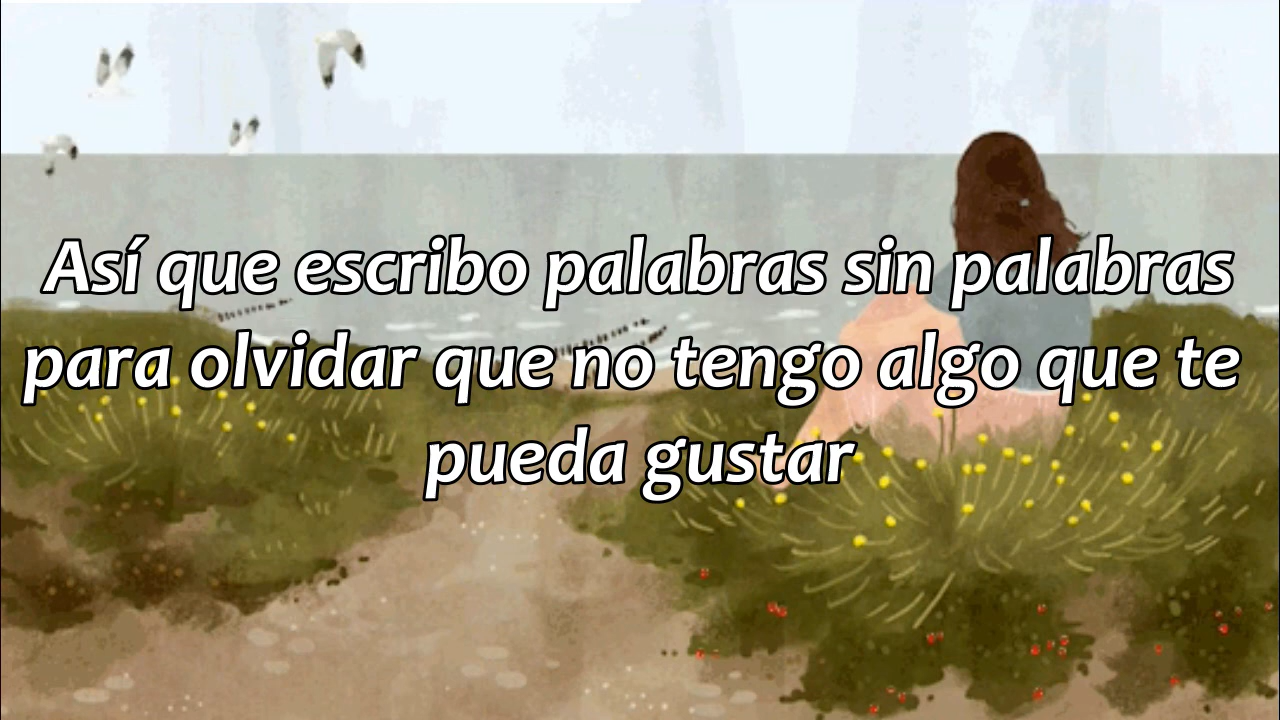 Así que escribo palabras sin palabras
para olvidar que no tengo algo que te
pueda gustar